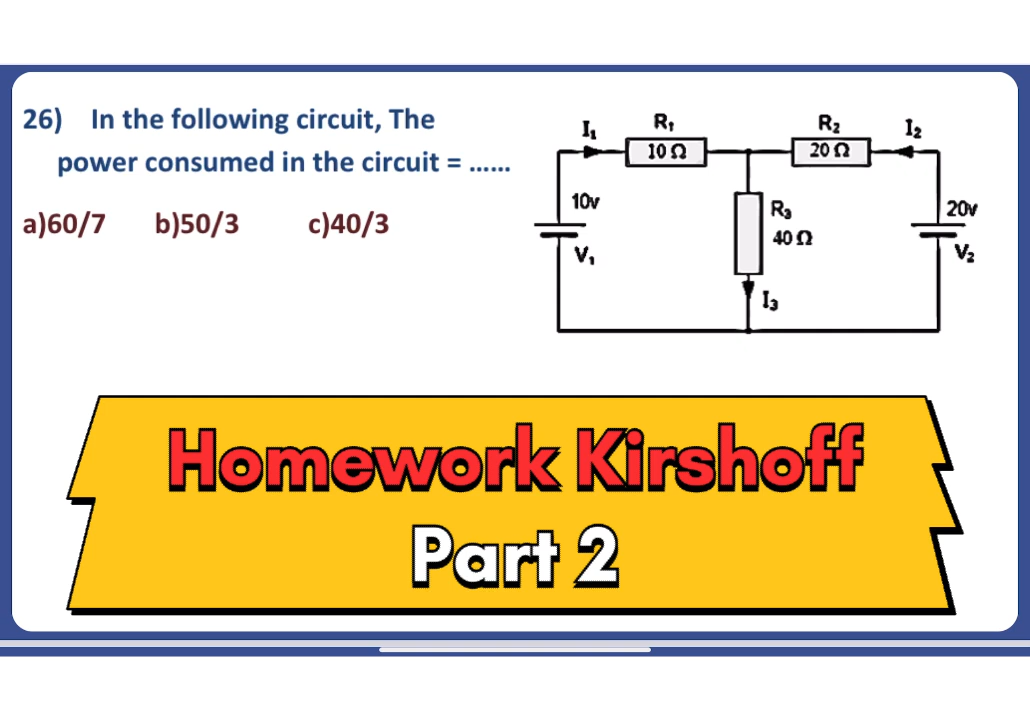 26) In the following circuit, The
power consumed in the circuit = ......
a)60/7 b)50/3 c)40/3
I₁ R₁ R₂ I₂
10 Ω 20 Ω
10v R₃ 20v
40 Ω
V₁ V₂
I₃
Homework Kirshoff
Part 2